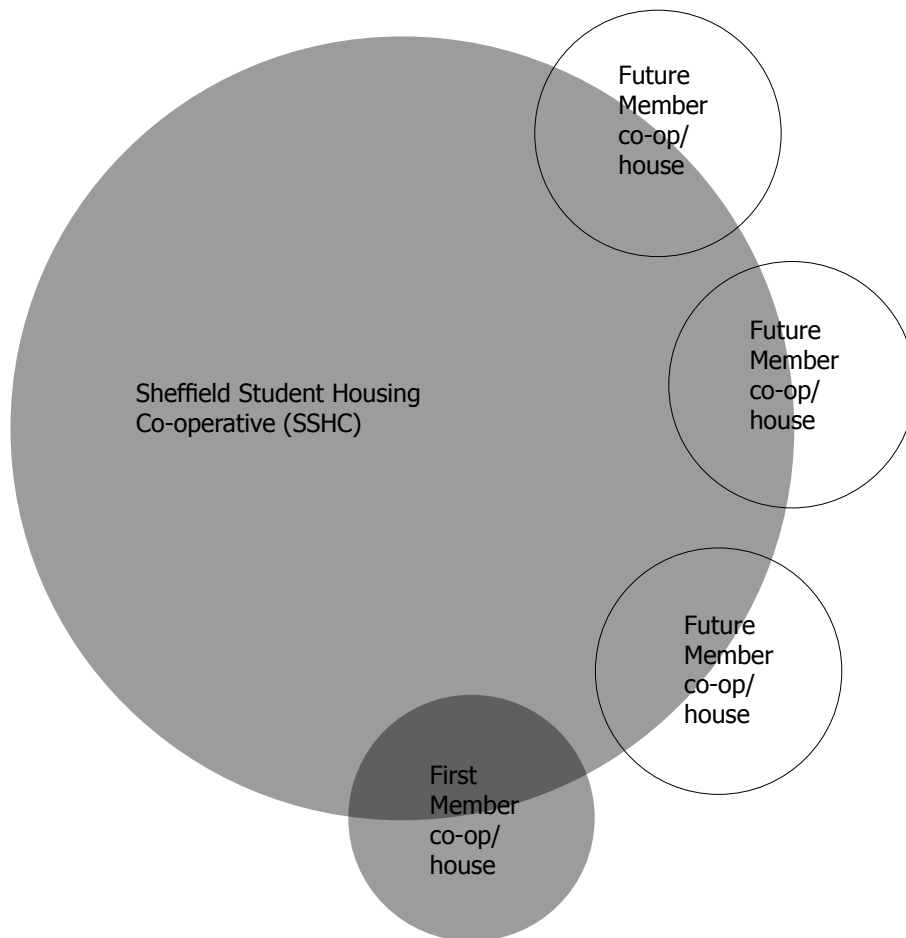 Future
Member
co-op/
house
Future
Member
co-op/
house
Sheffield Student Housing
Co-operative (SSHC)
Future
Member
co-op/
house
First
Member
co-op/
house